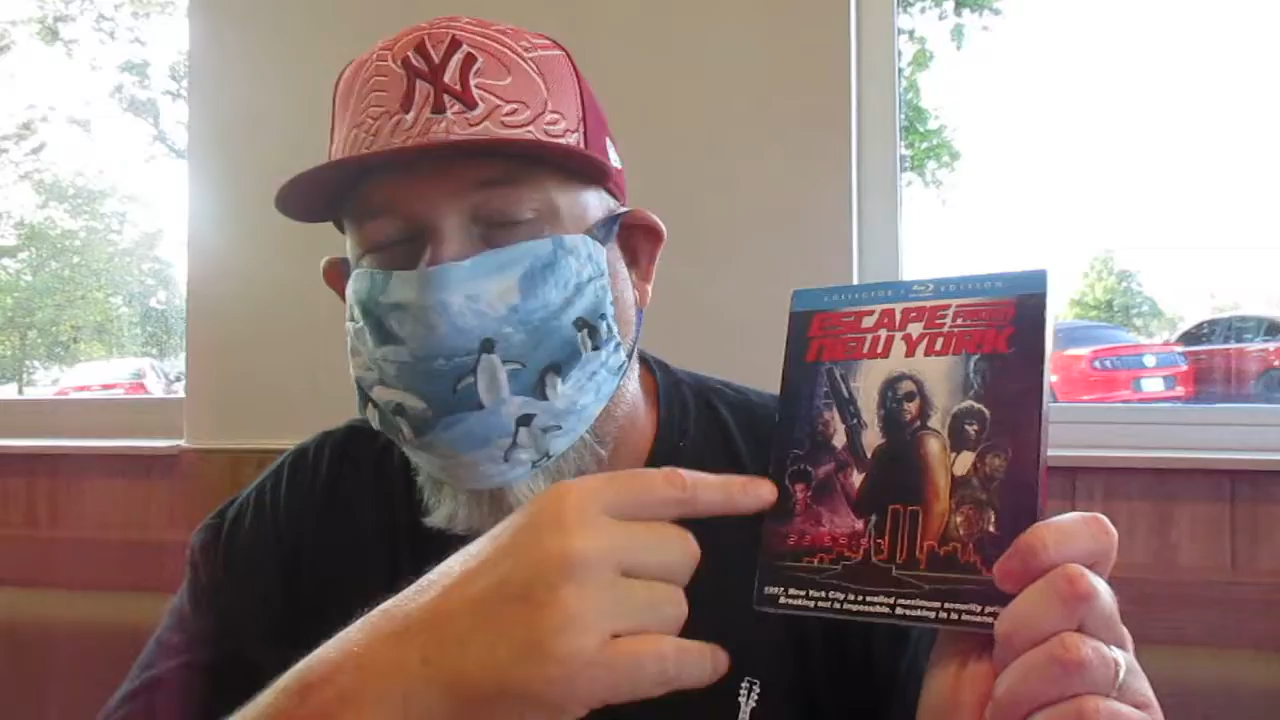 NY
COLLECTOR'S EDITION
ESCAPE FROM
NEW YORK
1997. New York City is a walled maximum security pri
Breaking out is impossible. Breaking in is insane.